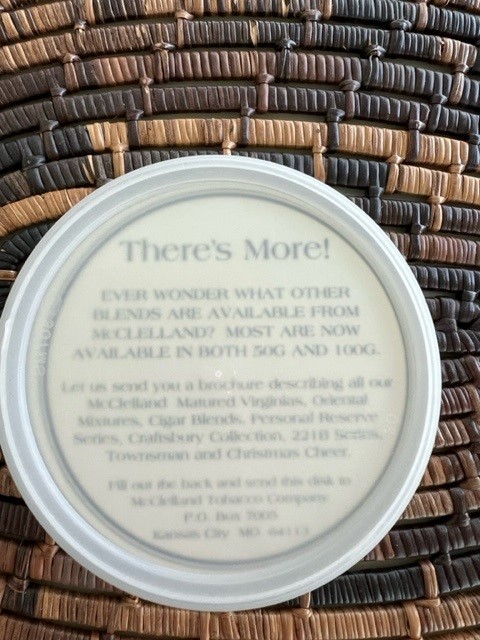 There's More!
EVER WONDER WHAT OTHER
BLENDS ARE AVAILABLE FROM
McCLELLAND? MOST ARE NOW
AVAILABLE IN BOTH 50G AND 100G.
Let us send you a brochure describing all our
McClelland Matured Virginias, Oriental
Mixtures, Cigar Blends, Personal Reserve
Series, Craftsbury Collection, 221B Series,
Townsman and Christmas Cheer.
Fill out the back and send this disk to
McClelland Tobacco Company
P.O. Box 7005
Kansas City MO 64113